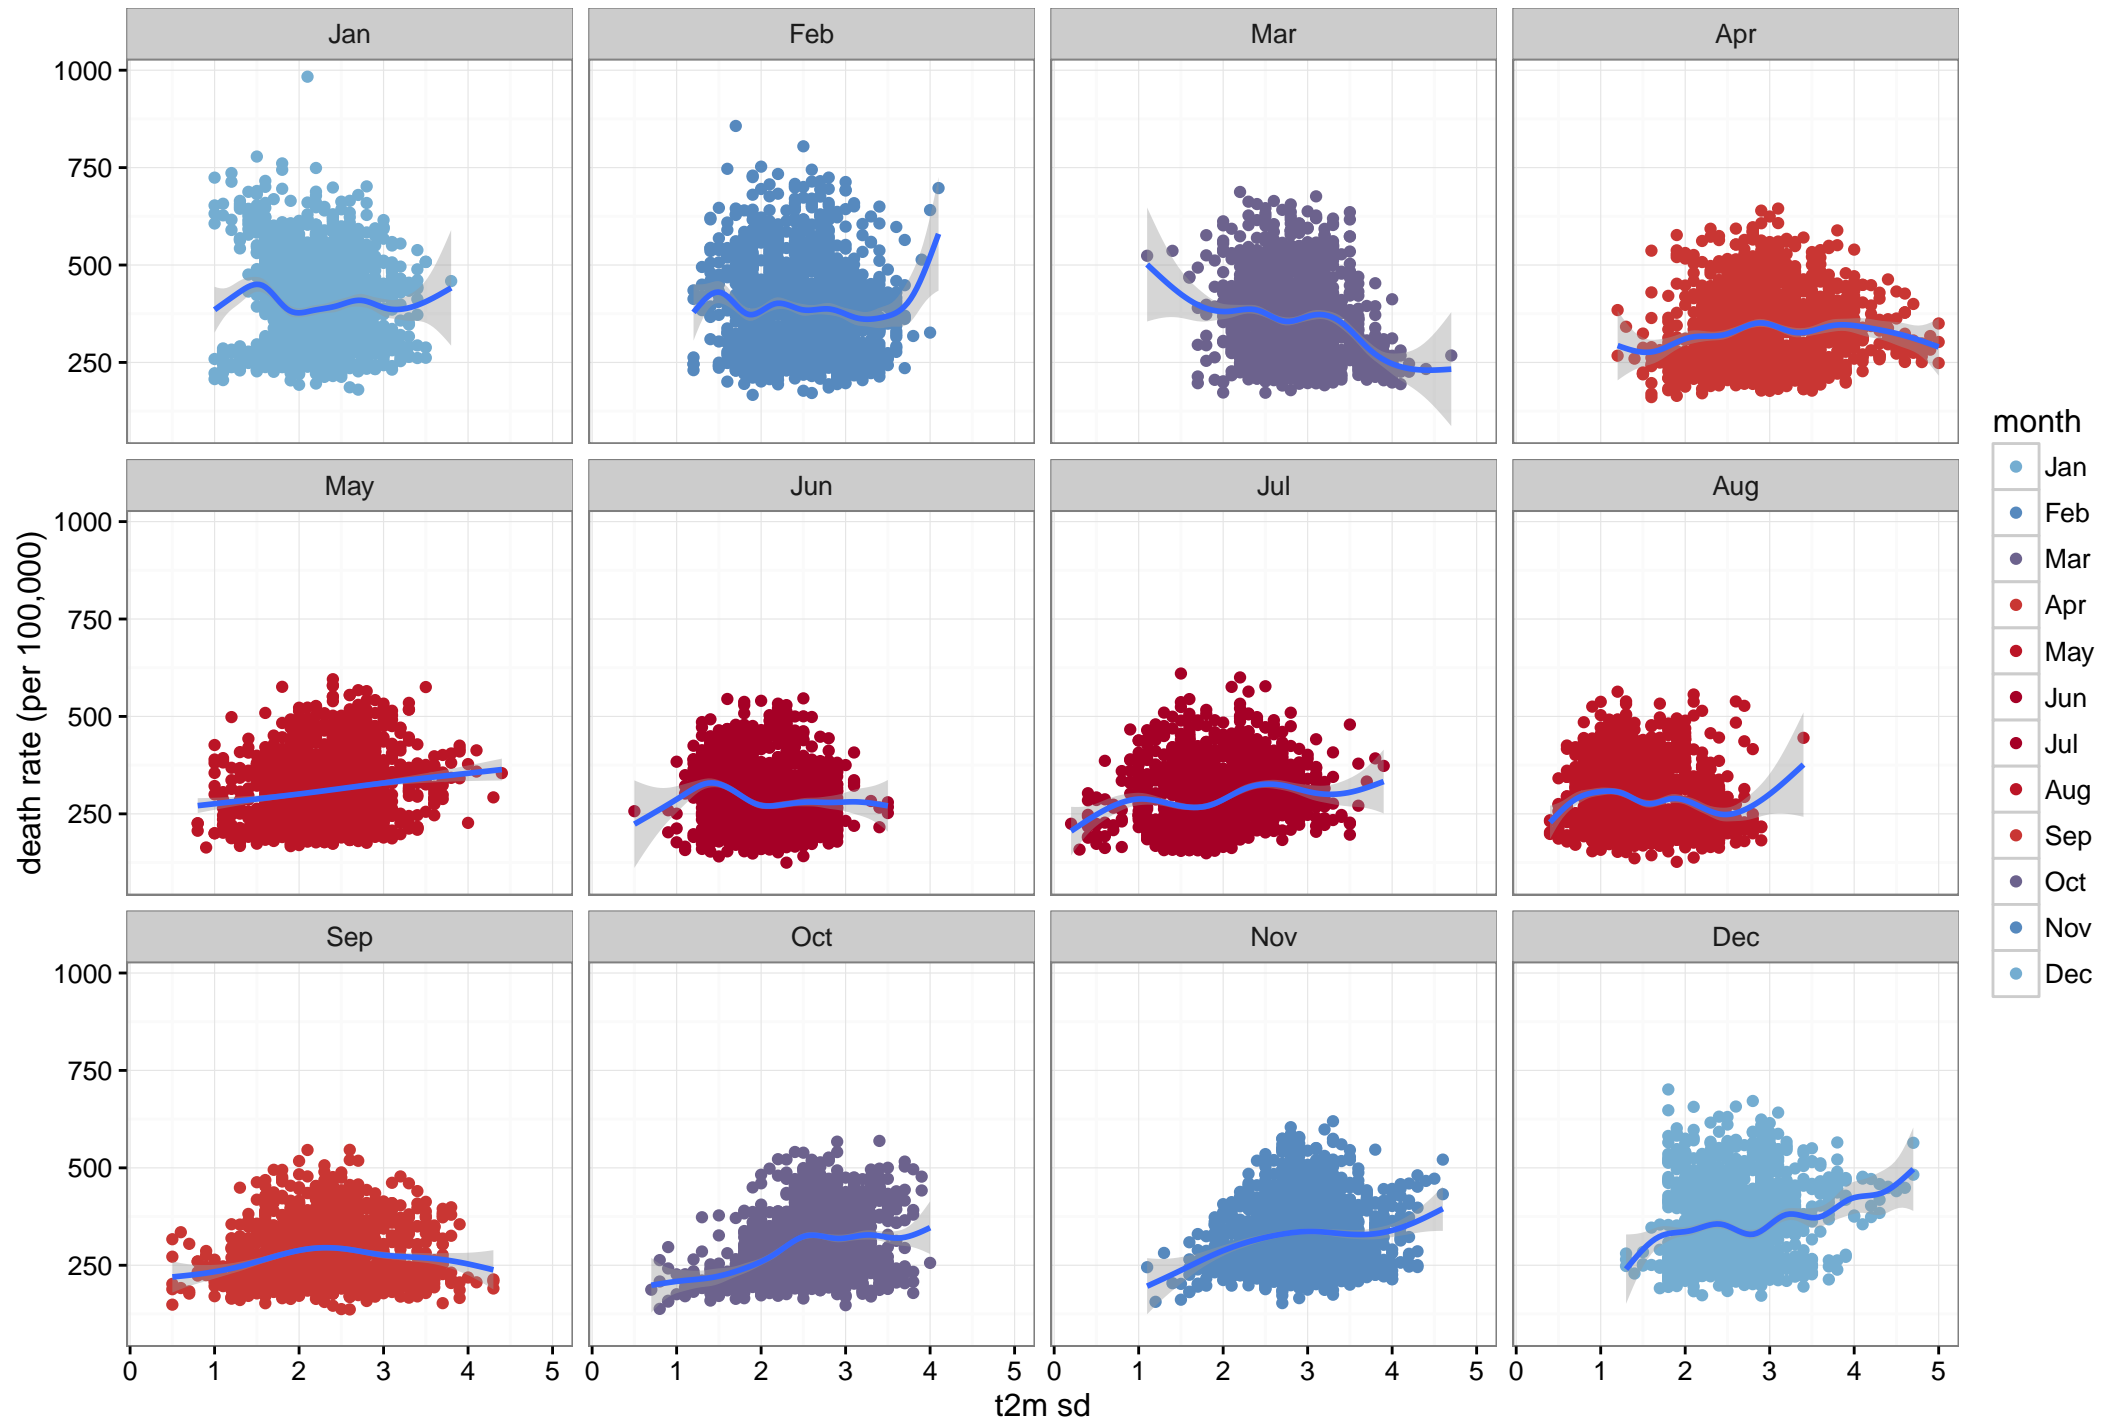 Jan Feb Mar Apr
1000
750
500
250
May Jun Jul Aug
1000
750
500
250
Sep Oct Nov Dec
1000
750
500
250
0 1 2 3 4 5 0 1 2 3 4 5 0 1 2 3 4 5 0 1 2 3 4 5
t2m sd
death rate (per 100,000)
month
Jan
Feb
Mar
Apr
May
Jun
Jul
Aug
Sep
Oct
Nov
Dec